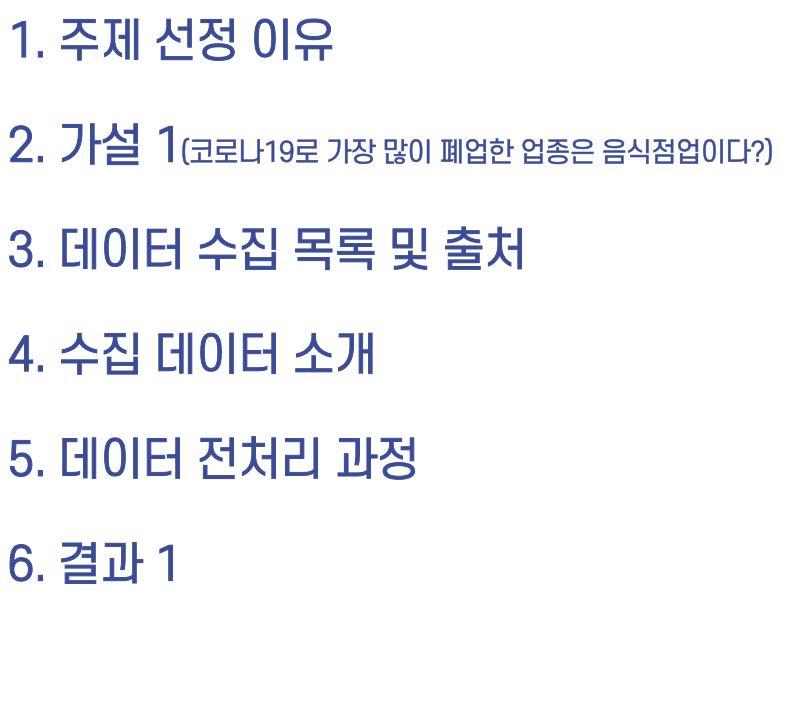 1. 주제 선정 이유
2. 가설 1(코로나19로 가장 많이 폐업한 업종은 음식점업이다?)
3. 데이터 수집 목록 및 출처
4. 수집 데이터 소개
5. 데이터 전처리 과정
6. 결과 1